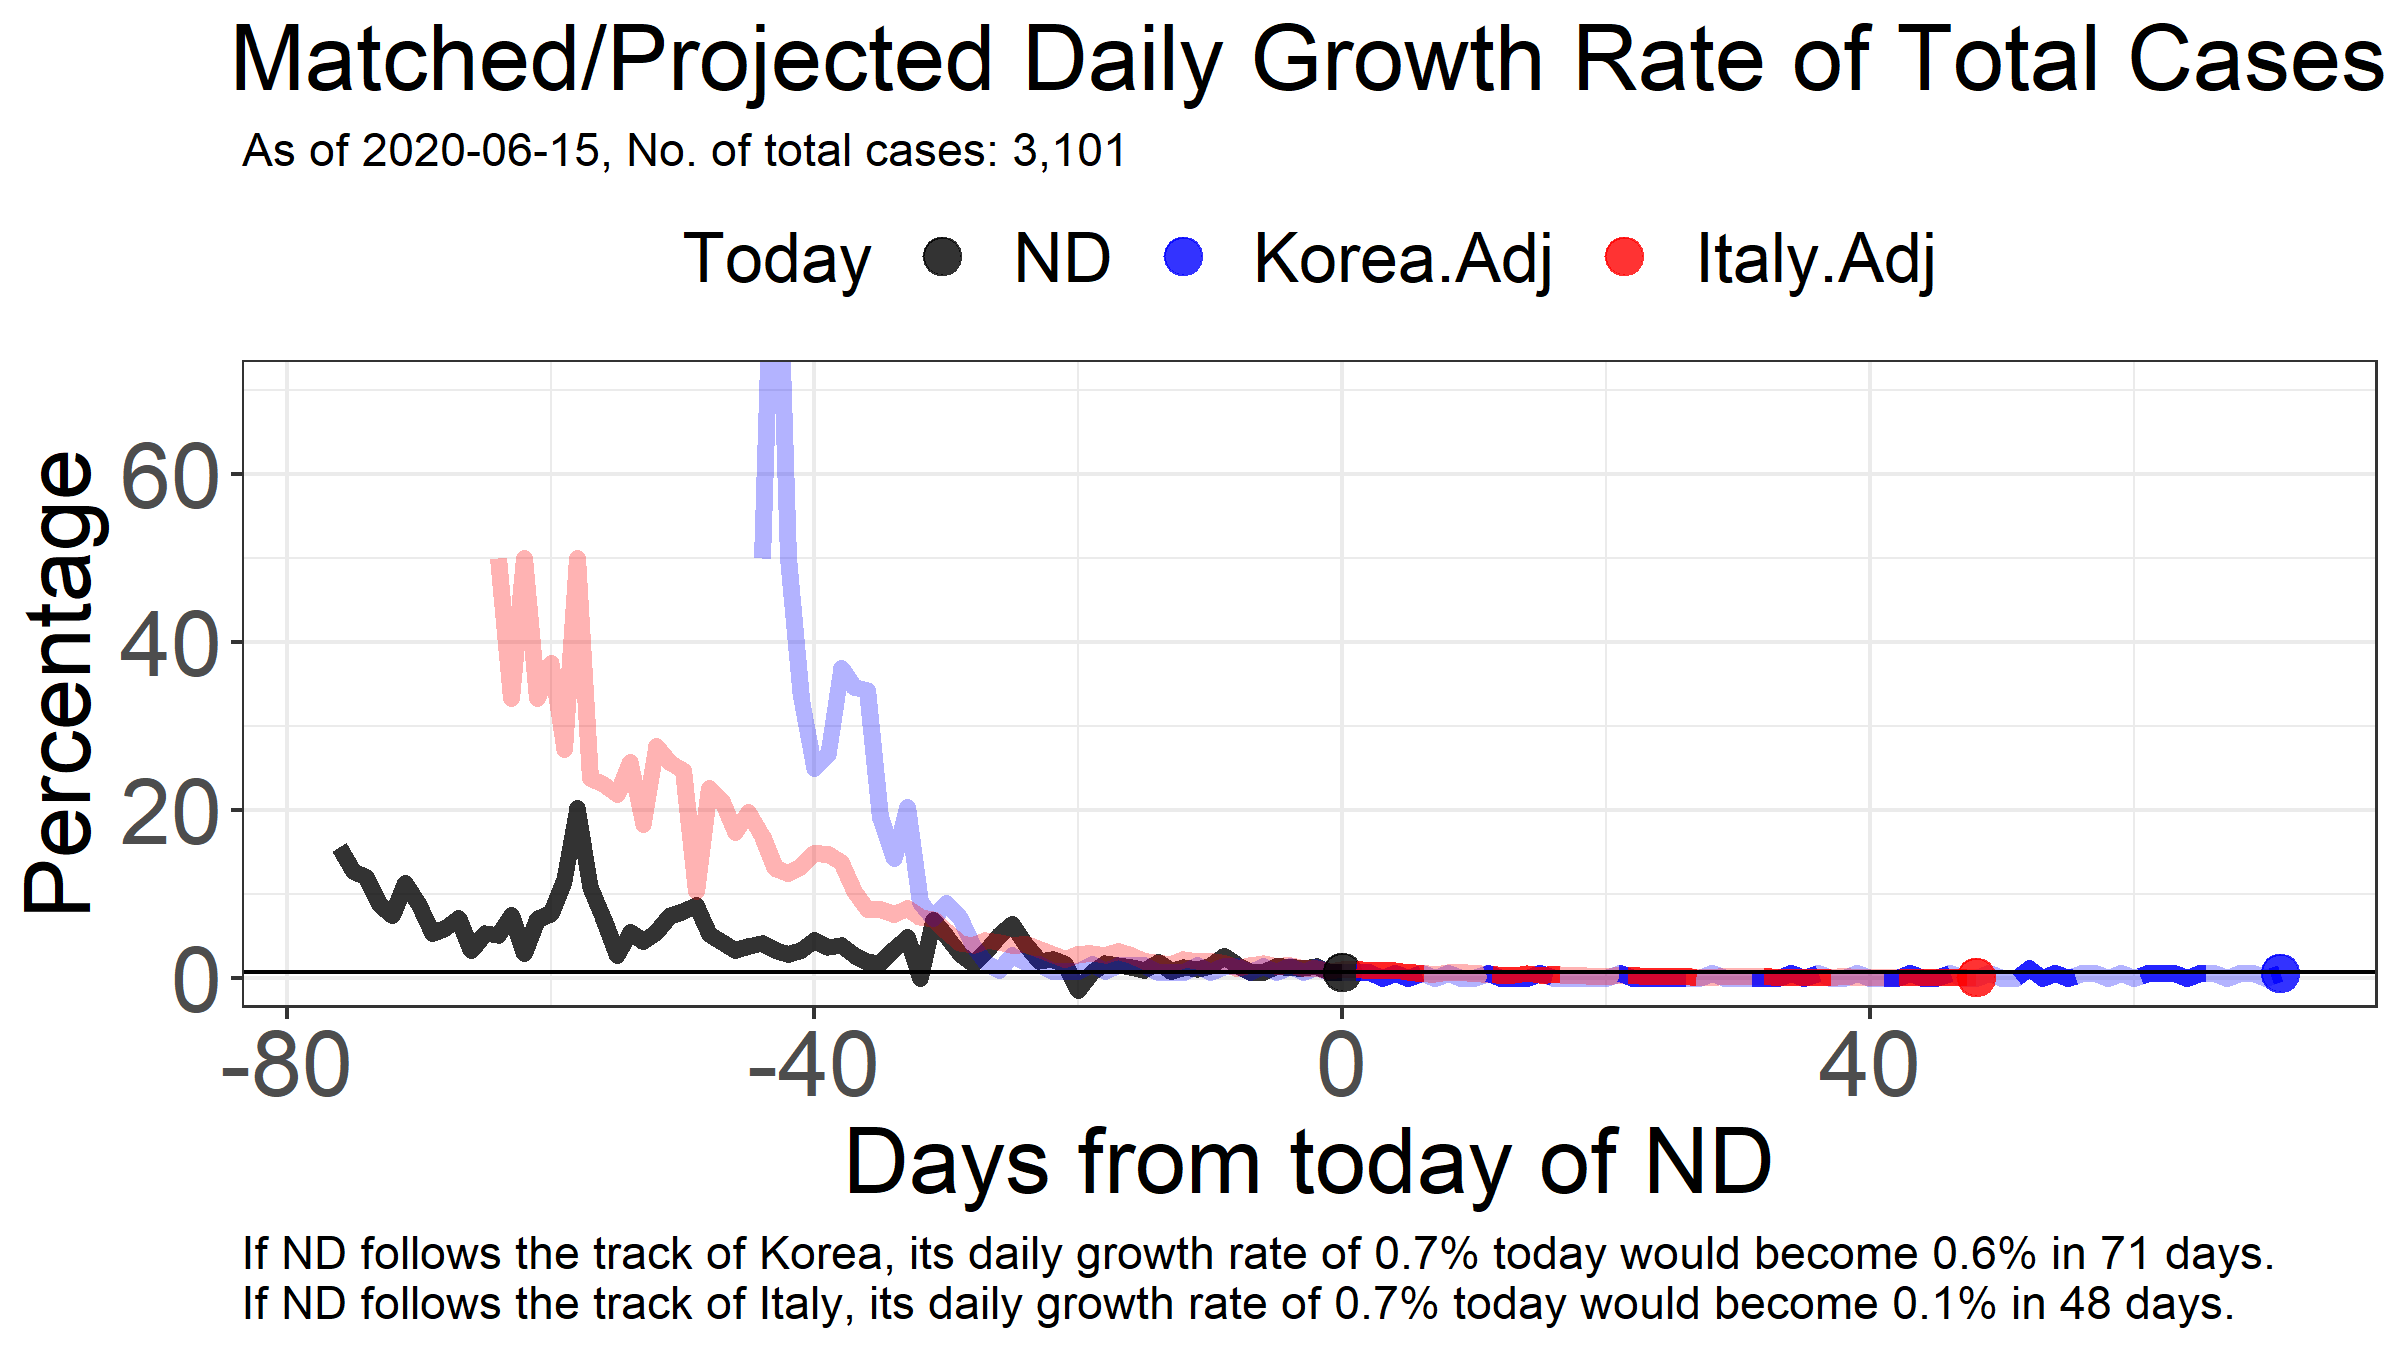 Matched/Projected Daily Growth Rate of Total Cases
As of 2020-06-15, No. of total cases: 3,101
Today ND Korea.Adj Italy.Adj
Percentage
60
40
20
0
-80 -40 0 40
Days from today of ND
If ND follows the track of Korea, its daily growth rate of 0.7% today would become 0.6% in 71 days.
If ND follows the track of Italy, its daily growth rate of 0.7% today would become 0.1% in 48 days.